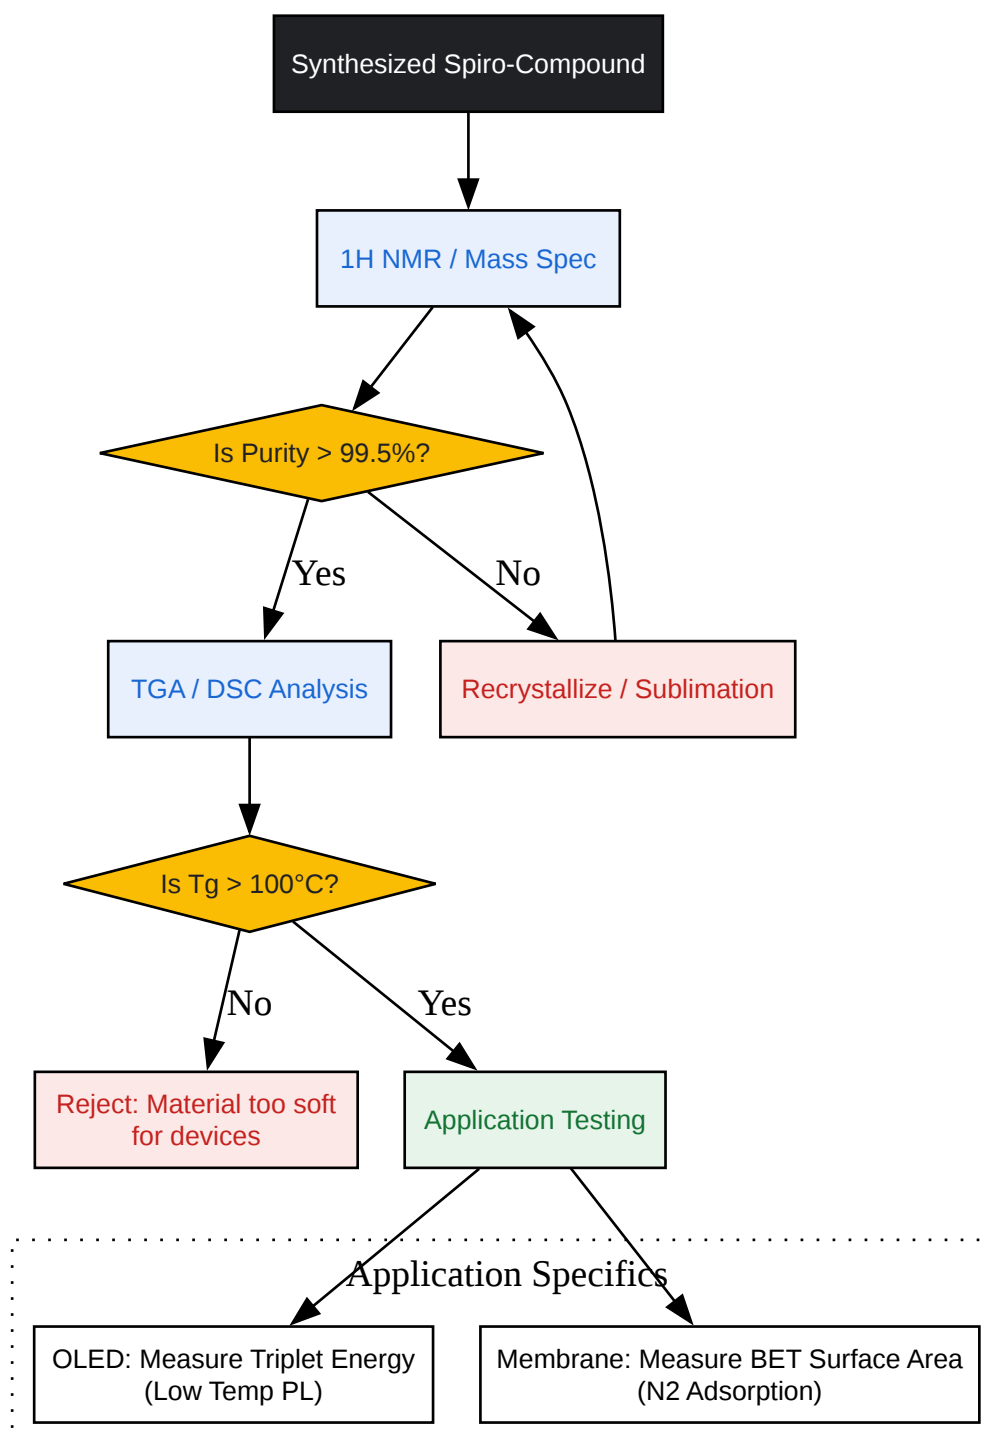 Synthesized Spiro-Compound
1H NMR / Mass Spec
Is Purity > 99.5%?
Yes
No
TGA / DSC Analysis
Recrystallize / Sublimation
Is Tg > 100°C?
No
Yes
Reject: Material too soft
for devices
Application Testing
Application Specifics
OLED: Measure Triplet Energy
(Low Temp PL)
Membrane: Measure BET Surface Area
(N2 Adsorption)